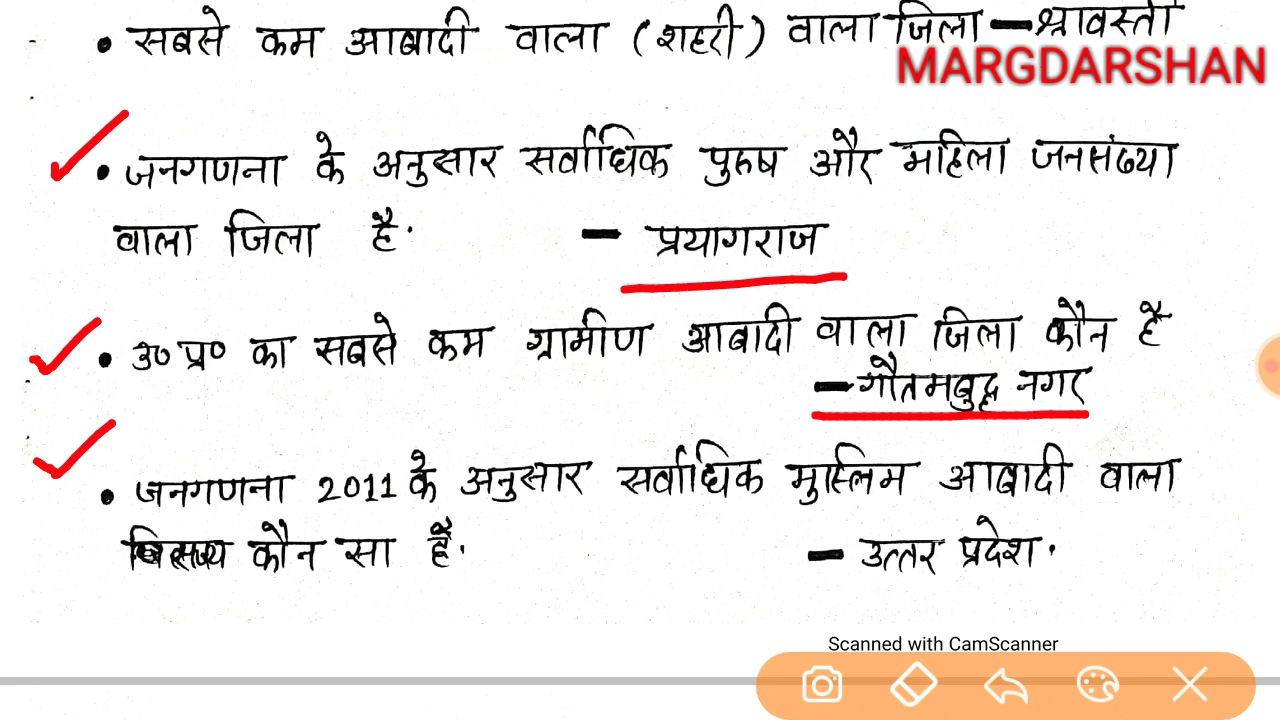 • सबसे कम आबादी वाला (शहरी) वाला जिला — श्रावस्ती
MARGDARSHAN
• जनगणना के अनुसार सर्वाधिक पुरुष और महिला जनसंख्या
वाला जिला है. — प्रयागराज
• उ० प्र० का सबसे कम ग्रामीण आबादी वाला जिला कौन है
— गौतमबुद्ध नगर
• जनगणना 2011 के अनुसार सर्वाधिक मुस्लिम आबादी वाला
कौन सा है. — उत्तर प्रदेश.
Scanned with CamScanner